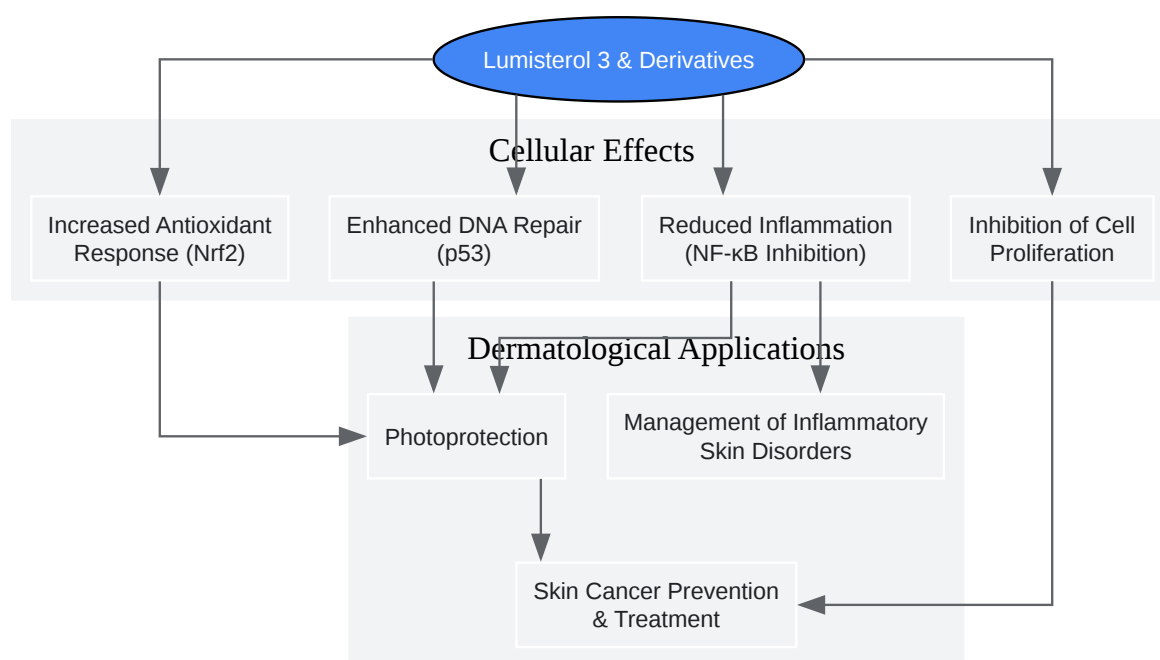 Lumisterol 3 & Derivatives
Cellular Effects
Increased Antioxidant
Response (Nrf2)
Enhanced DNA Repair
(p53)
Reduced Inflammation
(NF-κB Inhibition)
Inhibition of Cell
Proliferation
Dermatological Applications
Photoprotection
Management of Inflammatory
Skin Disorders
Skin Cancer Prevention
& Treatment